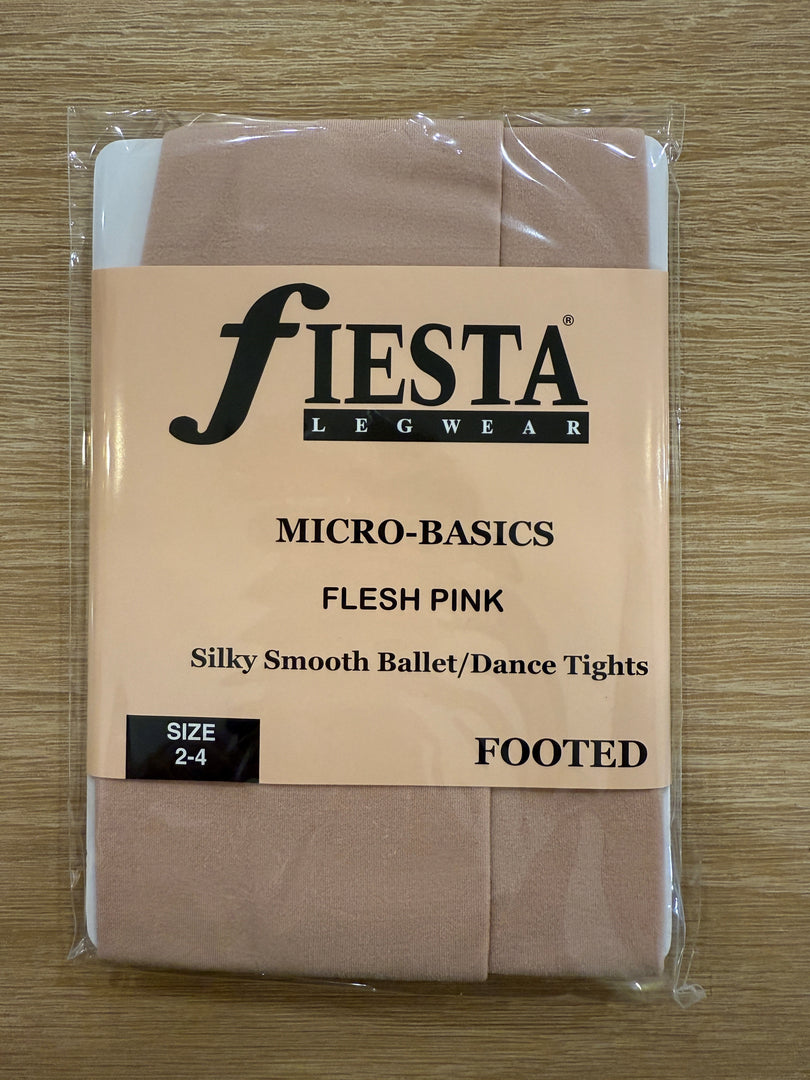 fIESTA®
LEGWEAR
MICRO-BASICS
FLESH PINK
Silky Smooth Ballet/Dance Tights
SIZE
2-4
FOOTED